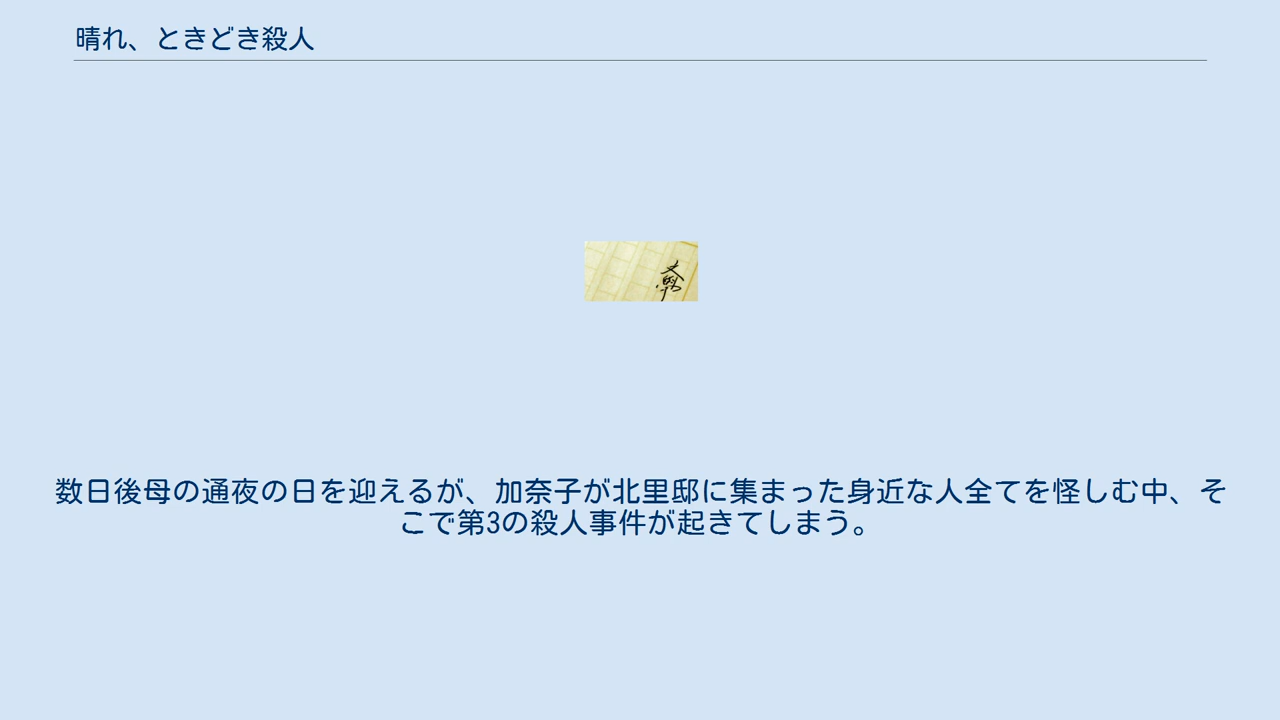 晴れ、ときどき殺人
数日後母の通夜の日を迎えるが、加奈子が北里邸に集まった身近な人全てを怪しむ中、そ
こで第3の殺人事件が起きてしまう。